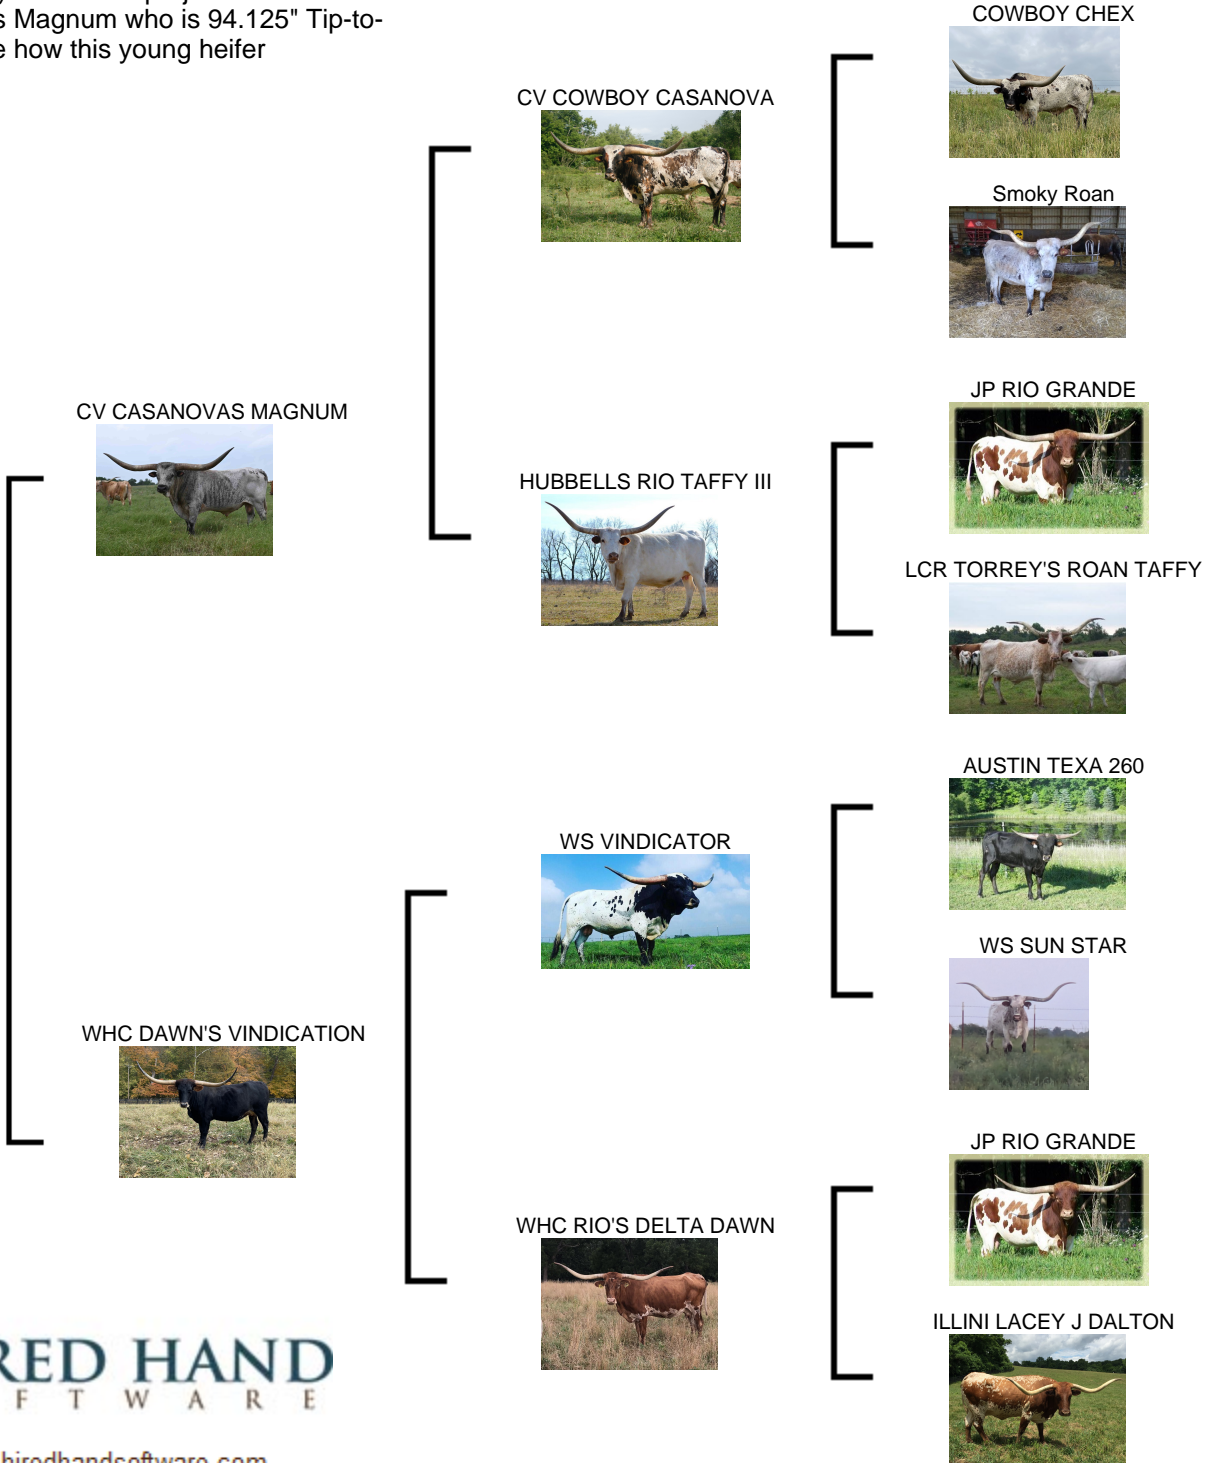 s Magnum who is 94.125" Tip-to-
e how this young heifer
COWBOY CHEX
CV COWBOY CASANOVA
Smoky Roan
CV CASANOVAS MAGNUM
JP RIO GRANDE
HUBBELLS RIO TAFFY III
LCR TORREY'S ROAN TAFFY
AUSTIN TEXA 260
WS VINDICATOR
WS SUN STAR
WHC DAWN'S VINDICATION
JP RIO GRANDE
WHC RIO'S DELTA DAWN
ILLINI LACEY J DALTON
RED HAND
F T W A R E
hiredhandsoftware.com